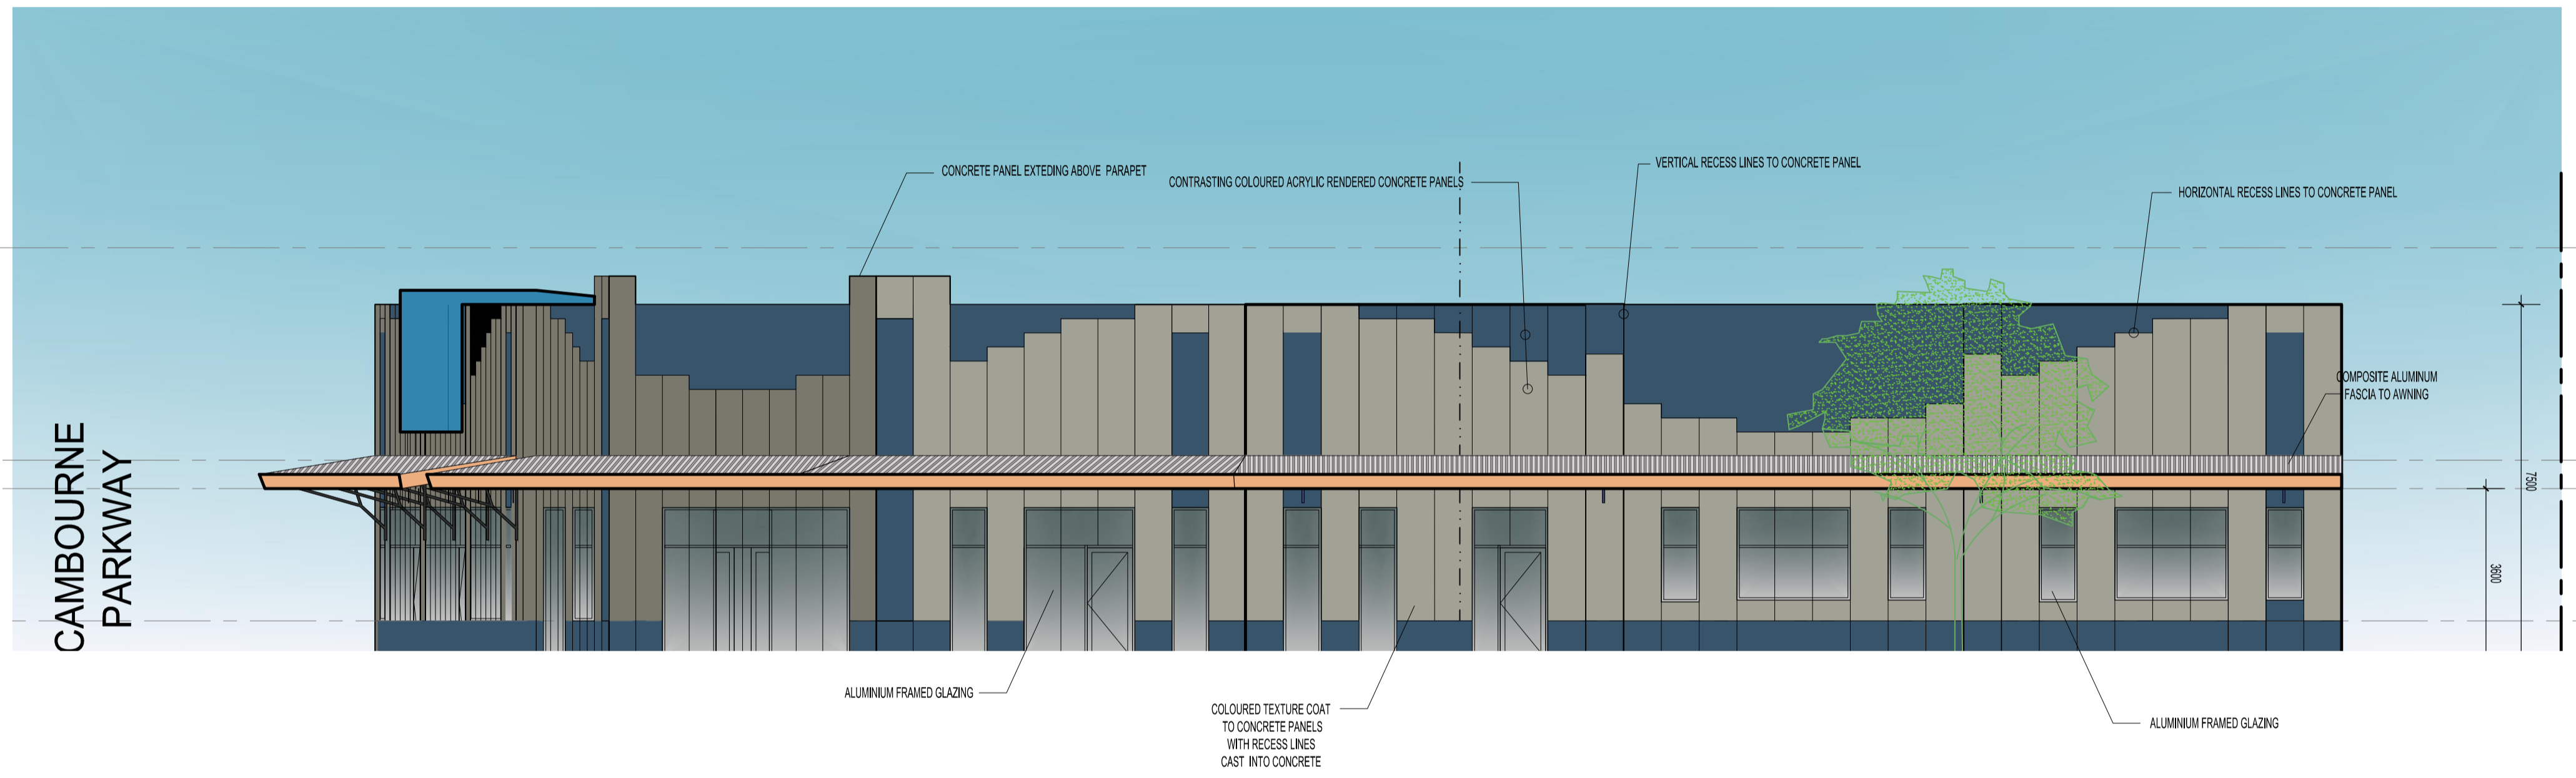 CONCRETE PANEL EXTEDING ABOVE PARAPET
CONTRASTING COLOURED ACRYLIC RENDERED CONCRETE PANELS
VERTICAL RECESS LINES TO CONCRETE PANEL
HORIZONTAL RECESS LINES TO CONCRETE PANEL
COMPOSITE ALUMINUM
FASCIA TO AWNING
CAMBOURNE
PARKWAY
7500
3600
ALUMINIUM FRAMED GLAZING
COLOURED TEXTURE COAT
TO CONCRETE PANELS
WITH RECESS LINES
CAST INTO CONCRETE
ALUMINIUM FRAMED GLAZING